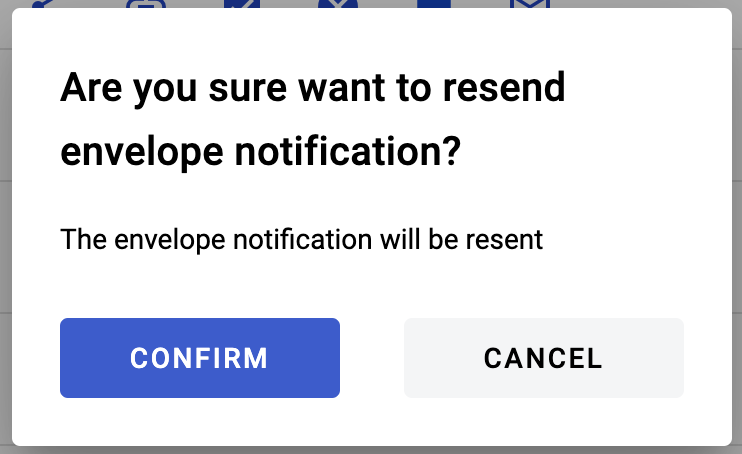 Are you sure want to resend
envelope notification?
The envelope notification will be resent
CONFIRM
CANCEL